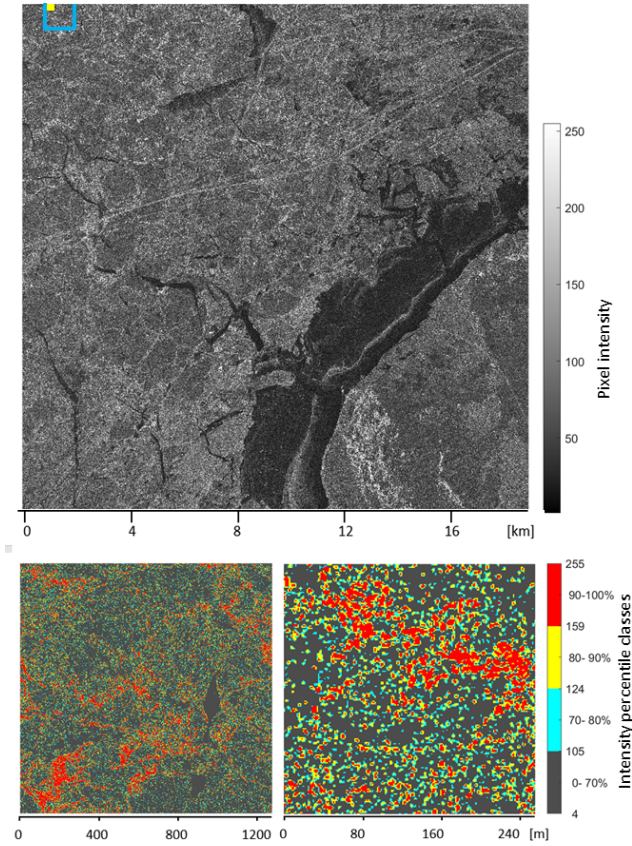 250
200
150
100
50
Pixel intensity
0 4 8 12 16 [km]
255
90-100%
159
80- 90%
124
70- 80%
105
0- 70%
4
Intensity percentile classes
0 400 800 1200
0 80 160 240 [m]